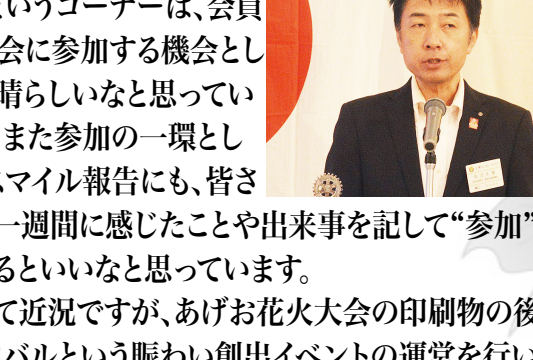 いうコーナーは、会員
会に参加する機会とし
晴らしいなと思ってい
また参加の一環とし
マイル報告にも、皆さ
一週間に感じたことや出来事を記して“参加”
るといいなと思っています。
て近況ですが、あげお花火大会の印刷物の後
バルという賑わい創出イベントの運営を行い